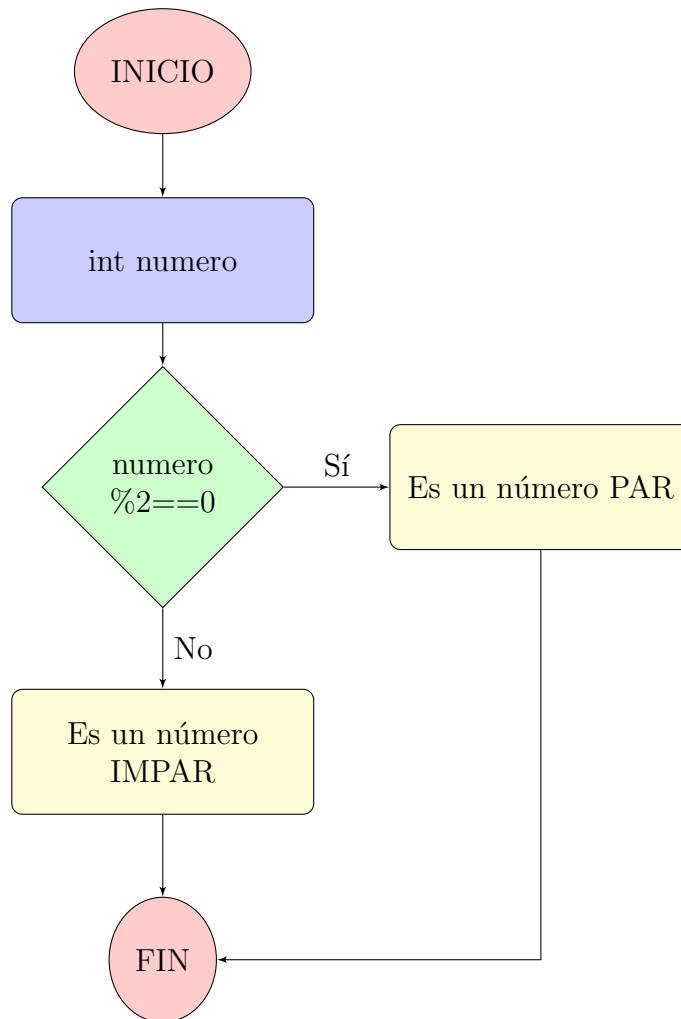 INICIO
int numero
numero
%2==0
Sí
Es un número PAR
No
Es un número
IMPAR
FIN